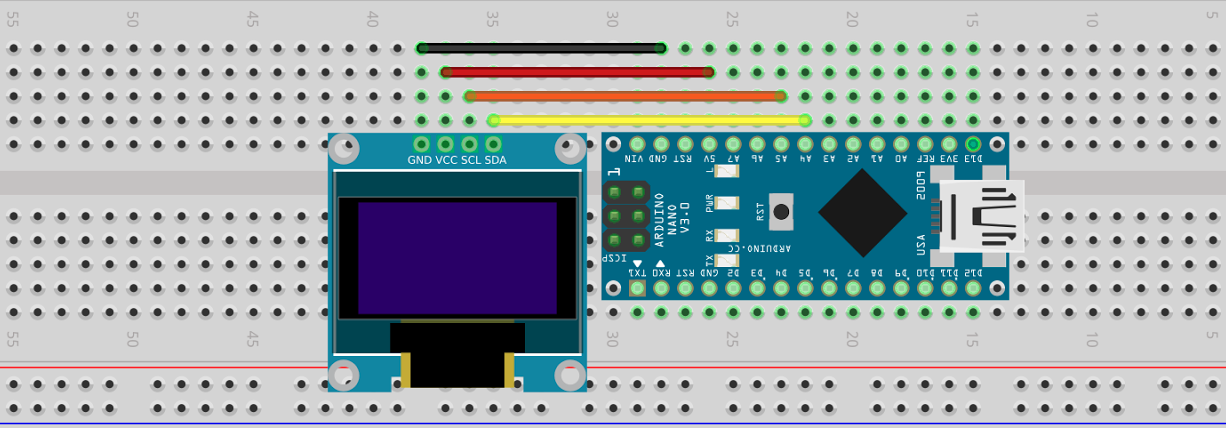 55 50 45 40 35 30 25 20 15 10 5
GND VCC SCL SDA
VIN GND RST 5V A7 A6 A5 A4 A3 A2 A1 A0 REF 3V3 D13
1
L
PWR
RX
TX
ARDUINO
NANO
V3.0
RST
ARDUINO.CC
2009
USA
ICSP
TX1 RX0 RST GND D2 D3 D4 D5 D6 D7 D8 D9 D10 D11 D12
55 50 45 30 25 20 15 10 5